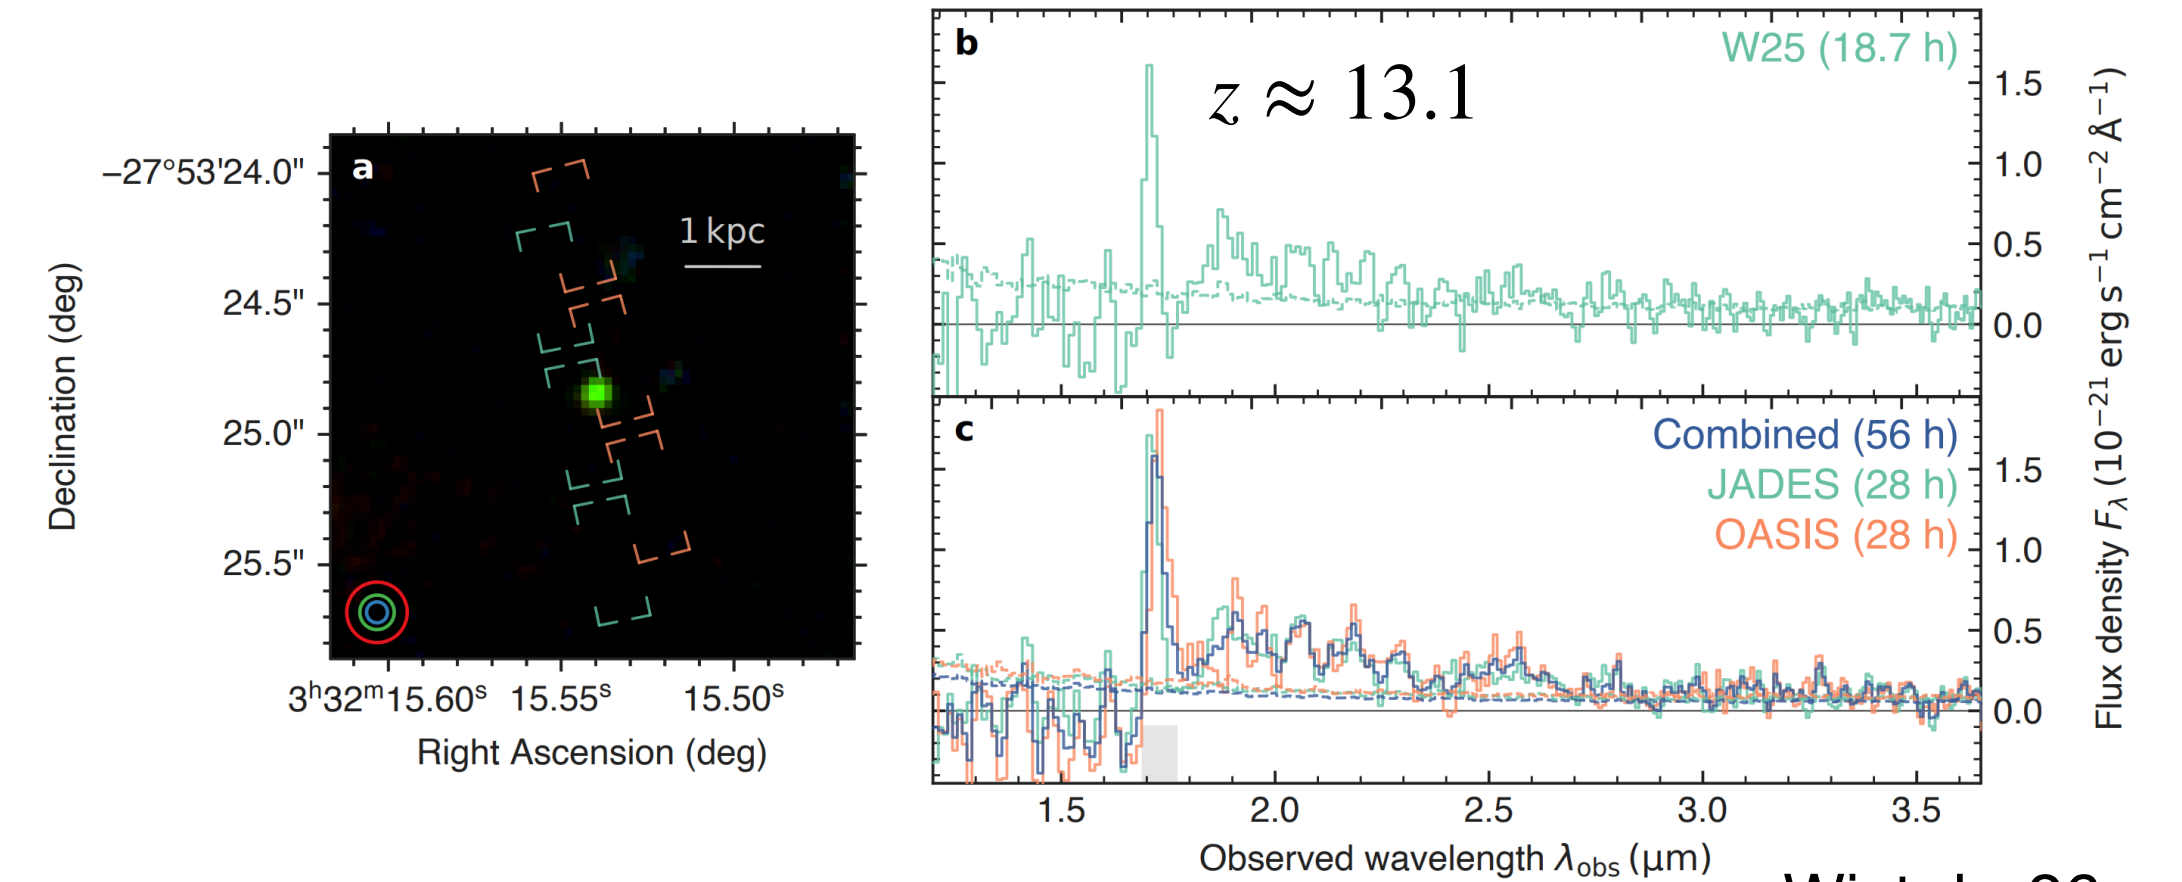 a
1 kpc
−27°53'24.0"
24.5"
25.0"
25.5"
Declination (deg)
3ʰ32ᵐ15.60ˢ 15.55ˢ 15.50ˢ
Right Ascension (deg)
b
W25 (18.7 h)
z ≈ 13.1
1.5
1.0
0.5
0.0
c
Combined (56 h)
JADES (28 h)
OASIS (28 h)
1.5
1.0
0.5
0.0
Flux density Fλ (10⁻²¹ erg s⁻¹ cm⁻² Å⁻¹)
1.5 2.0 2.5 3.0 3.5
Observed wavelength λobs (μm)